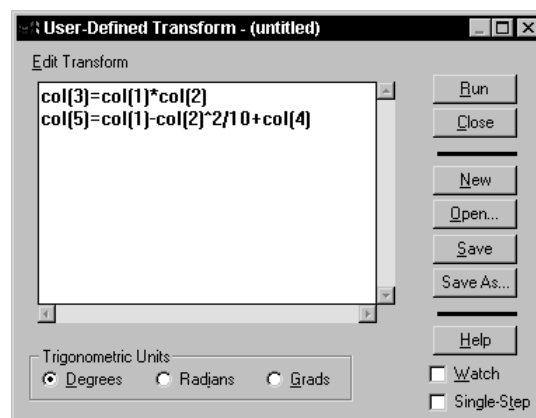 User-Defined Transform - (untitled)
Edit Transform
col(3)=col(1)*col(2)
col(5)=col(1)-col(2)^2/10+col(4)
Run
Close
New
Open...
Save
Save As...
Help
Trigonometric Units
Degrees
Radians
Grads
Watch
Single-Step